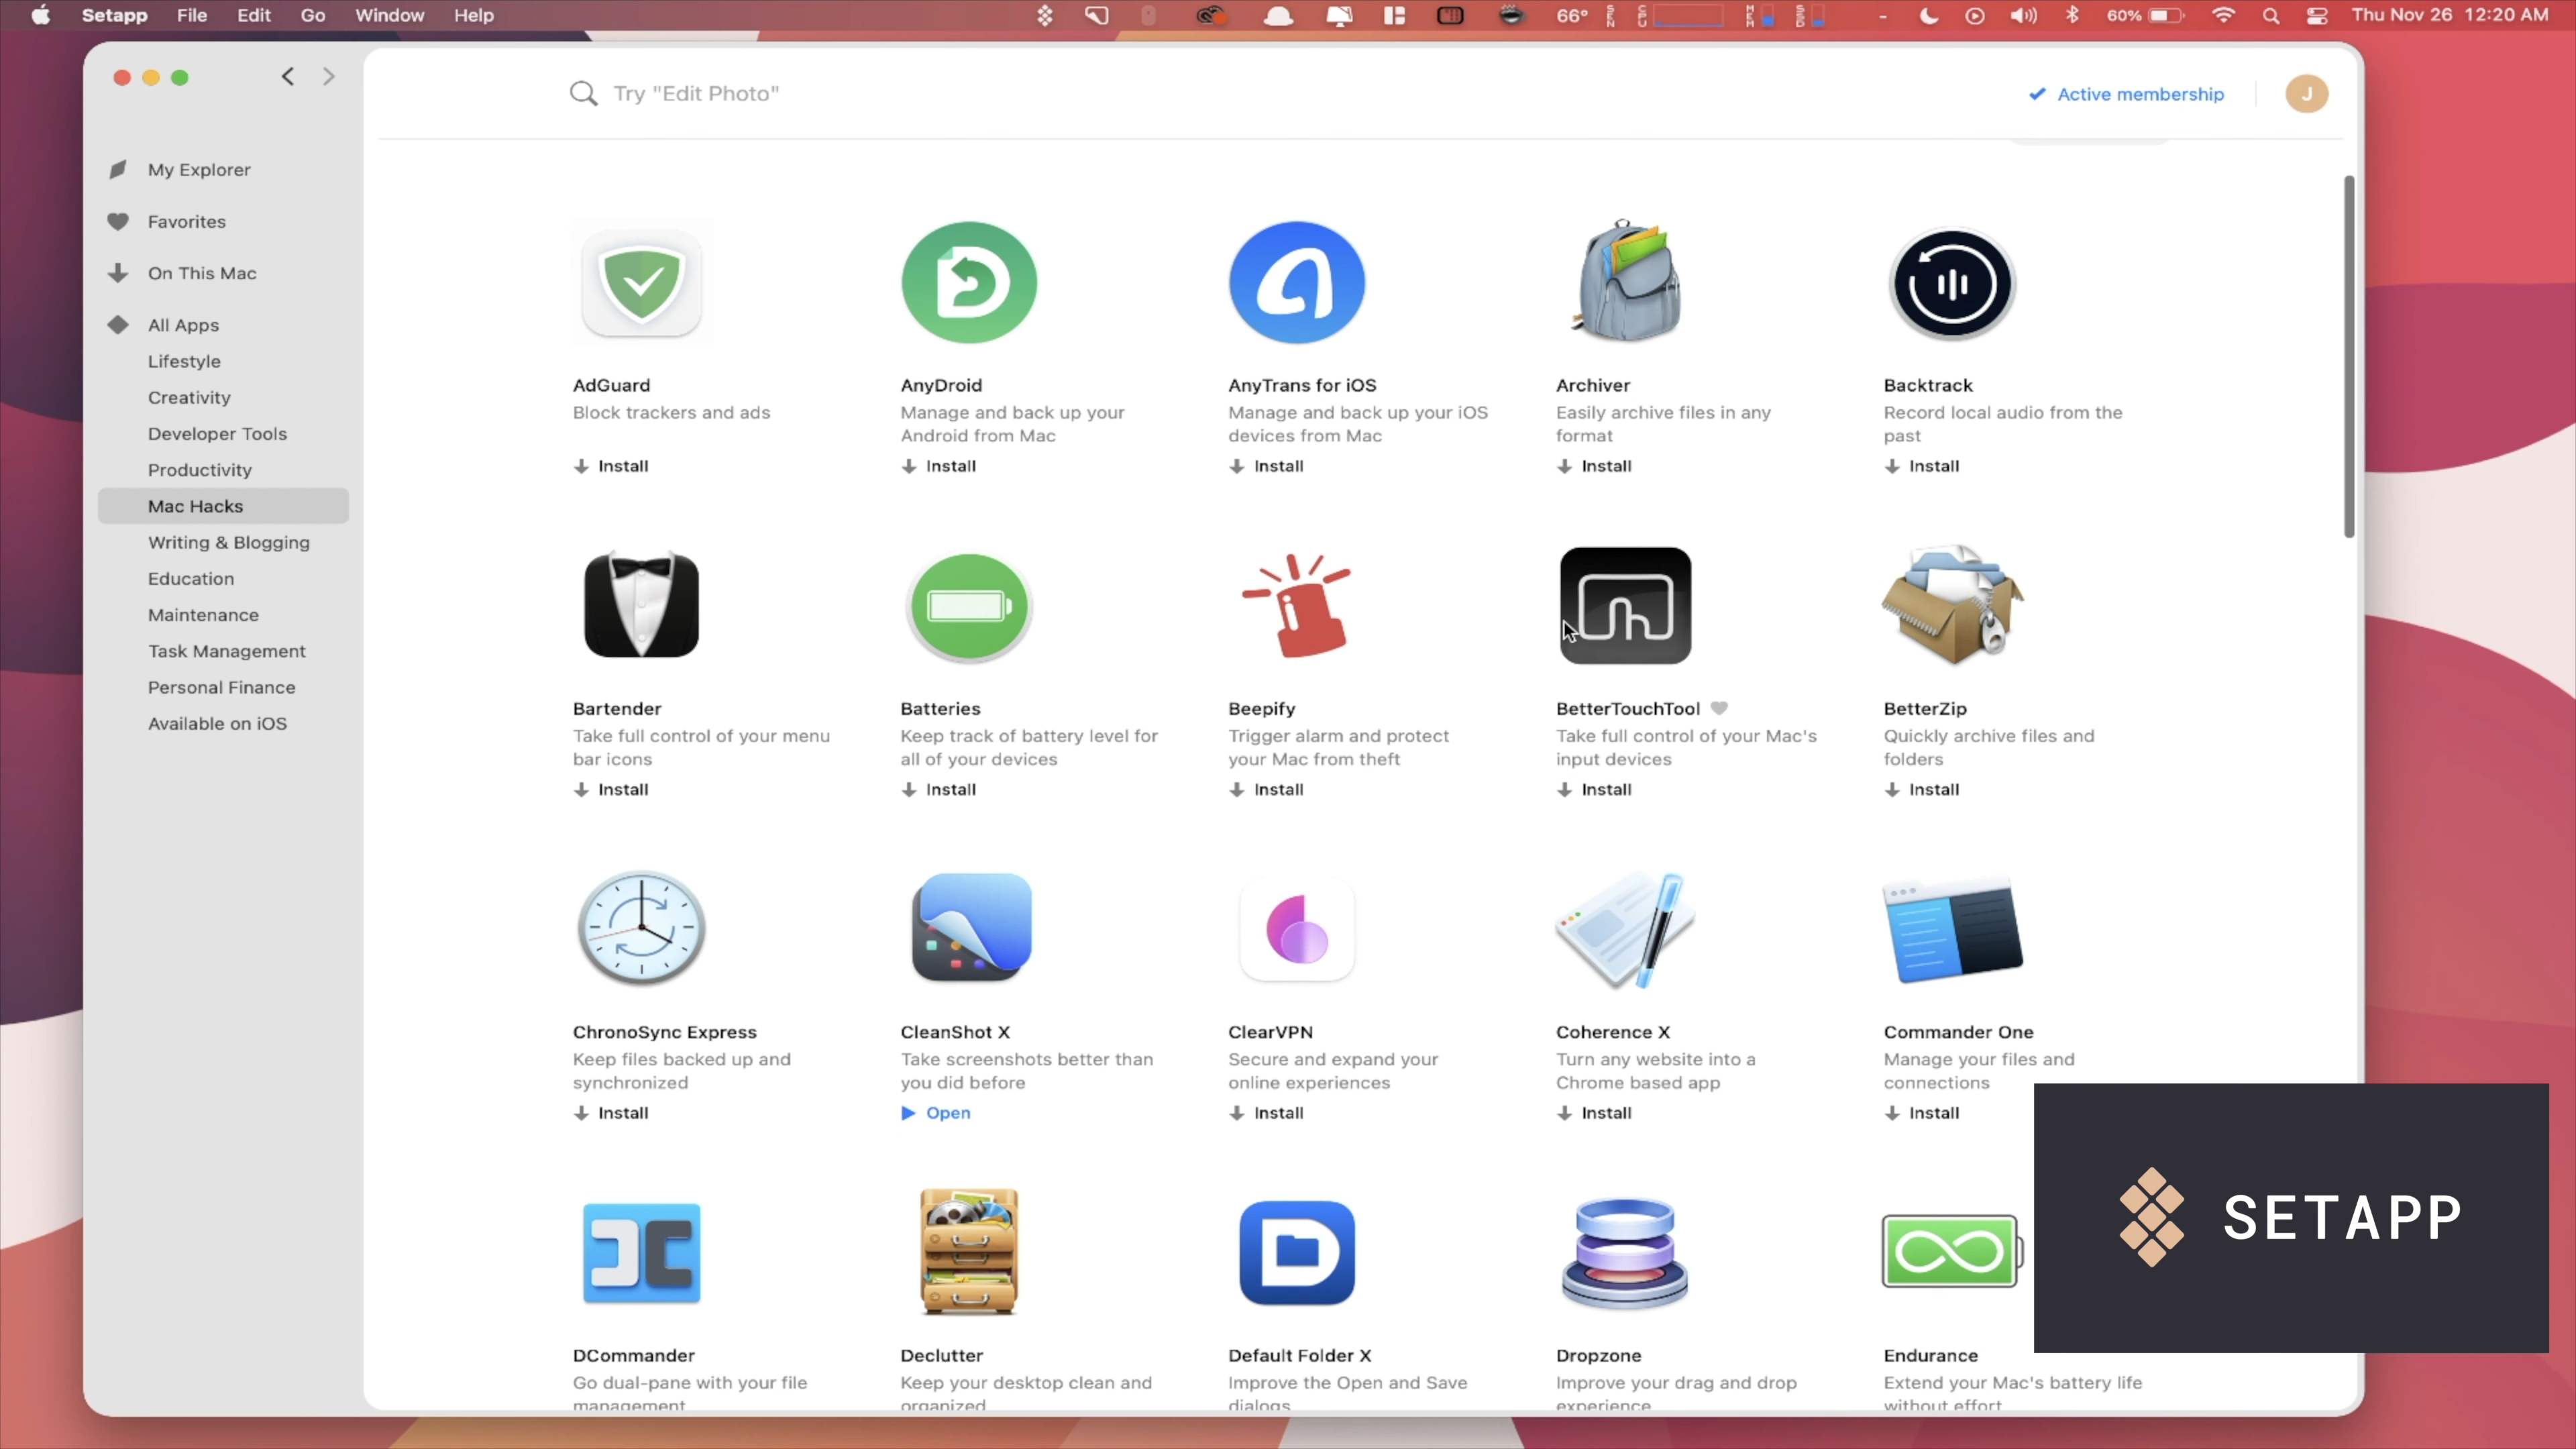 Setapp File Edit Go Window Help 66° SEN CPU MEM SSD - 60% Thu Nov 26 12:20 AM
Try "Edit Photo"
Active membership
J
My Explorer
Favorites
On This Mac
All Apps
Lifestyle
Creativity
Developer Tools
Productivity
Mac Hacks
Writing & Blogging
Education
Maintenance
Task Management
Personal Finance
Available on iOS
AdGuard
Block trackers and ads
Install
AnyDroid
Manage and back up your
Android from Mac
Install
AnyTrans for iOS
Manage and back up your iOS
devices from Mac
Install
Archiver
Easily archive files in any
format
Install
Backtrack
Record local audio from the
past
Install
Bartender
Take full control of your menu
bar icons
Install
Batteries
Keep track of battery level for
all of your devices
Install
Beepify
Trigger alarm and protect
your Mac from theft
Install
BetterTouchTool
Take full control of your Mac's
input devices
Install
BetterZip
Quickly archive files and
folders
Install
ChronoSync Express
Keep files backed up and
synchronized
Install
CleanShot X
Take screenshots better than
you did before
Open
ClearVPN
Secure and expand your
online experiences
Install
Coherence X
Turn any website into a
Chrome based app
Install
Commander One
Manage your files and
connections
Install
DCommander
Go dual-pane with your file
management
Declutter
Keep your desktop clean and
organized
Default Folder X
Improve the Open and Save
dialogs
Dropzone
Improve your drag and drop
experience
Endurance
Extend your Mac's battery life
without effort
SETAPP